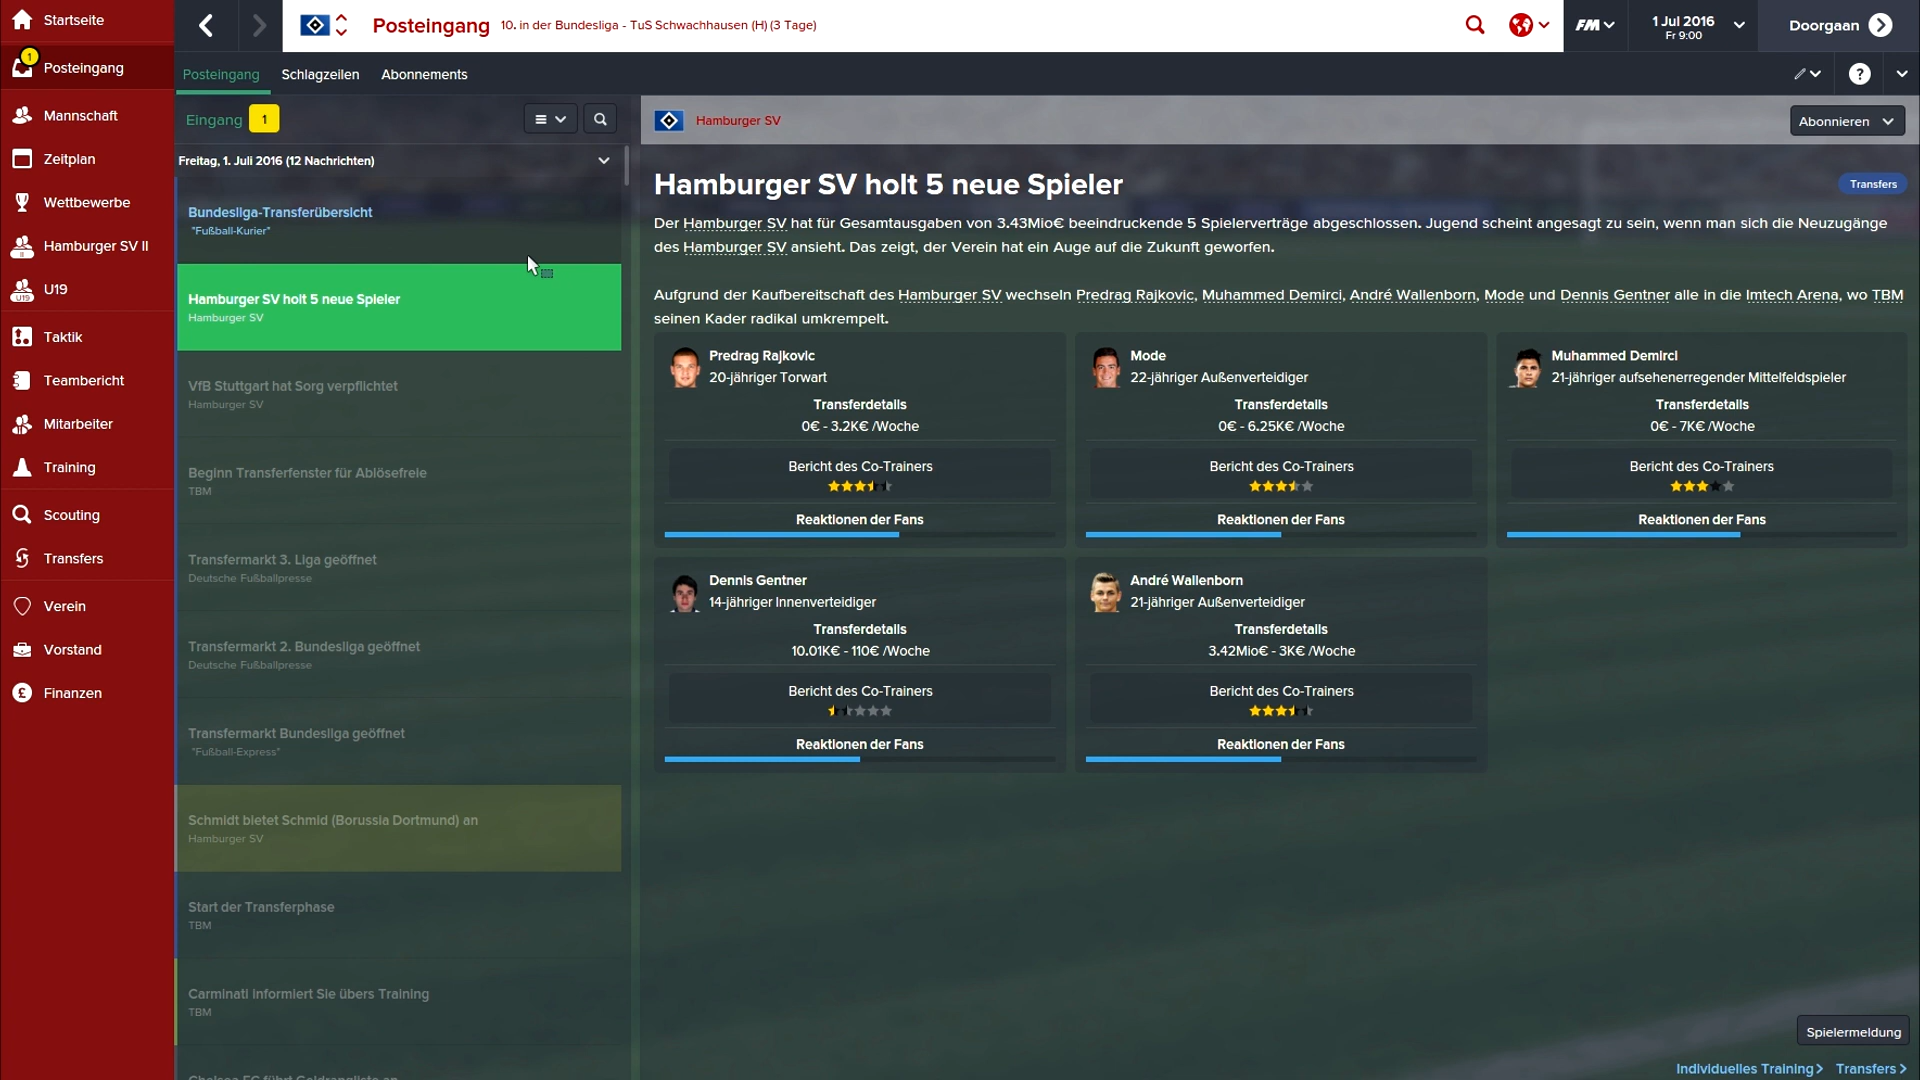 Startseite
1
Posteingang
Mannschaft
Zeitplan
Wettbewerbe
Hamburger SV II
U19
Taktik
Teambericht
Mitarbeiter
Training
Scouting
Transfers
Verein
Vorstand
Finanzen
Posteingang 10. in der Bundesliga - TuS Schwachhausen (H) (3 Tage)
FM
1 Jul 2016
Fr 9:00
Doorgaan
Posteingang Schlagzeilen Abonnements
?
Eingang 1
Freitag, 1. Juli 2016 (12 Nachrichten)
Bundesliga-Transferübersicht
"Fußball-Kurier"
Hamburger SV holt 5 neue Spieler
Hamburger SV
VfB Stuttgart hat Sorg verpflichtet
Hamburger SV
Beginn Transferfenster für Ablösefreie
TBM
Transfermarkt 3. Liga geöffnet
Deutsche Fußballpresse
Transfermarkt 2. Bundesliga geöffnet
Deutsche Fußballpresse
Transfermarkt Bundesliga geöffnet
"Fußball-Express"
Schmidt bietet Schmid (Borussia Dortmund) an
Hamburger SV
Start der Transferphase
TBM
Carminati informiert Sie übers Training
TBM
Hamburger SV
Abonnieren
Hamburger SV holt 5 neue Spieler
Transfers
Der Hamburger SV hat für Gesamtausgaben von 3.43Mio€ beeindruckende 5 Spielerverträge abgeschlossen. Jugend scheint angesagt zu sein, wenn man sich die Neuzugänge
des Hamburger SV ansieht. Das zeigt, der Verein hat ein Auge auf die Zukunft geworfen.
Aufgrund der Kaufbereitschaft des Hamburger SV wechseln Predrag Rajkovic, Muhammed Demirci, André Wallenborn, Mode und Dennis Gentner alle in die Imtech Arena, wo TBM
seinen Kader radikal umkrempelt.
Predrag Rajkovic
20-jähriger Torwart
Transferdetails
0€ - 3.2K€ /Woche
Bericht des Co-Trainers
Reaktionen der Fans
Mode
22-jähriger Außenverteidiger
Transferdetails
0€ - 6.25K€ /Woche
Bericht des Co-Trainers
Reaktionen der Fans
Muhammed Demirci
21-jähriger aufsehenerregender Mittelfeldspieler
Transferdetails
0€ - 7K€ /Woche
Bericht des Co-Trainers
Reaktionen der Fans
Dennis Gentner
14-jähriger Innenverteidiger
Transferdetails
10.01K€ - 110€ /Woche
Bericht des Co-Trainers
Reaktionen der Fans
André Wallenborn
21-jähriger Außenverteidiger
Transferdetails
3.42Mio€ - 3K€ /Woche
Bericht des Co-Trainers
Reaktionen der Fans
Spielermeldung
Individuelles Training Transfers